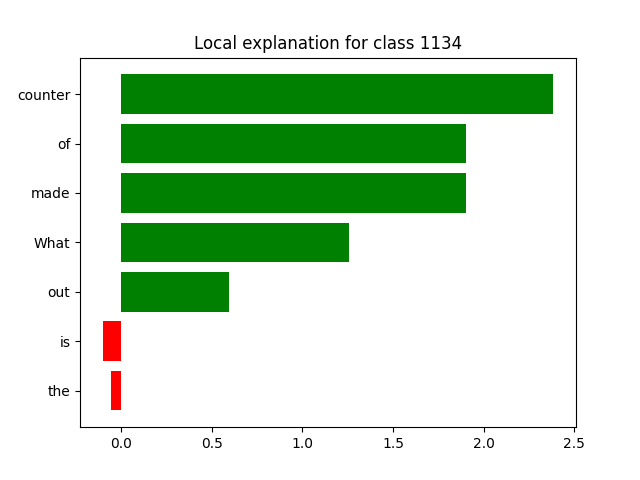 Local explanation for class 1134
counter
of
made
What
out
is
the
0.0 0.5 1.0 1.5 2.0 2.5